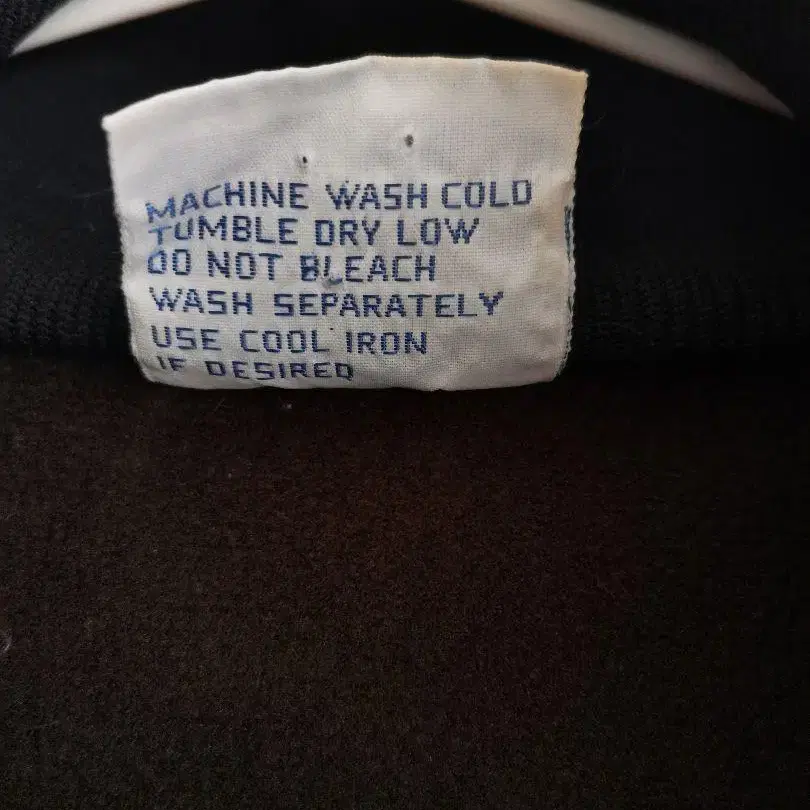 MACHINE WASH COLD
TUMBLE DRY LOW
DO NOT BLEACH
WASH SEPARATELY
USE COOL IRON
IF DESIRED